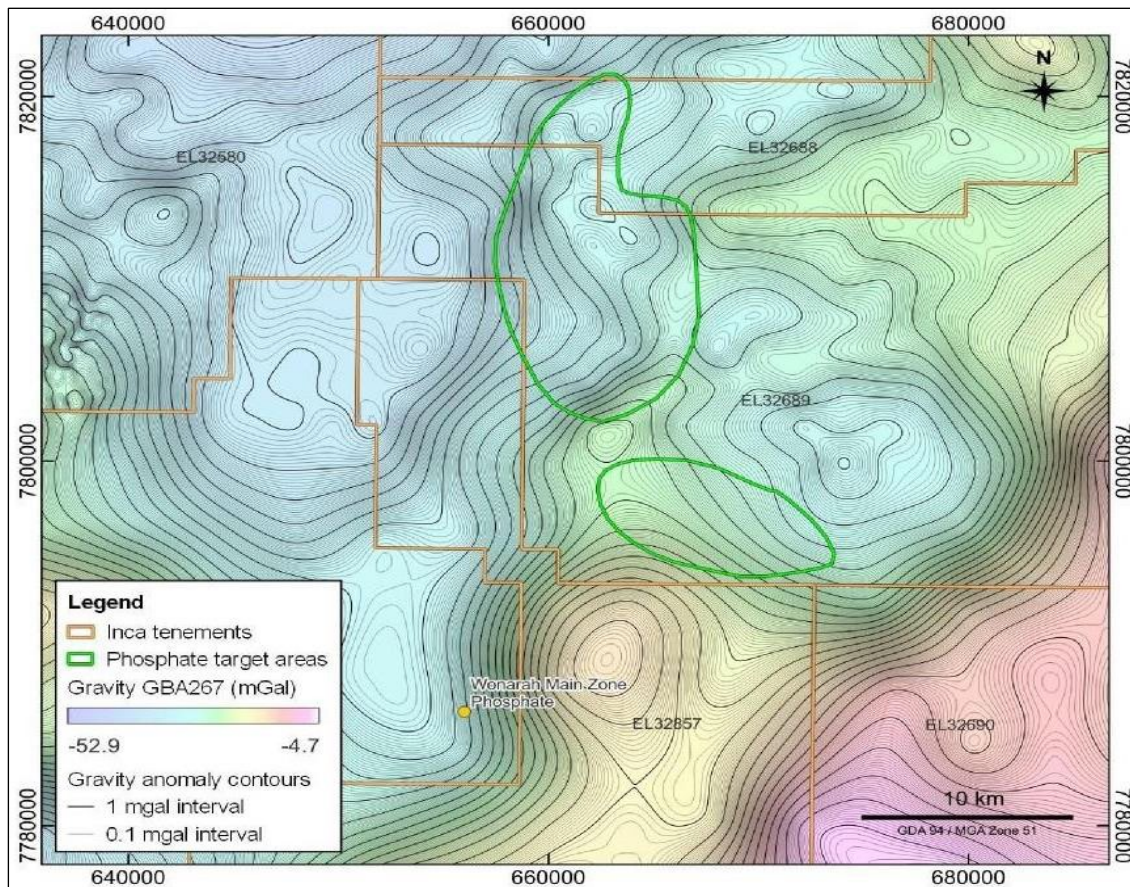 640000
660000
680000
N
7820000
7820000
EL32680
EL32688
EL32689
7800000
7800000
Legend
Inca tenements
Phosphate target areas
Gravity GBA267 (mGal)
-52.9
-4.7
Gravity anomaly contours
1 mgal interval
0.1 mgal interval
Wonarah Main Zone
Phosphate
EL32857
EL32690
10 km
GDA 94 / MGA Zone 51
7780000
7780000
640000
660000
680000